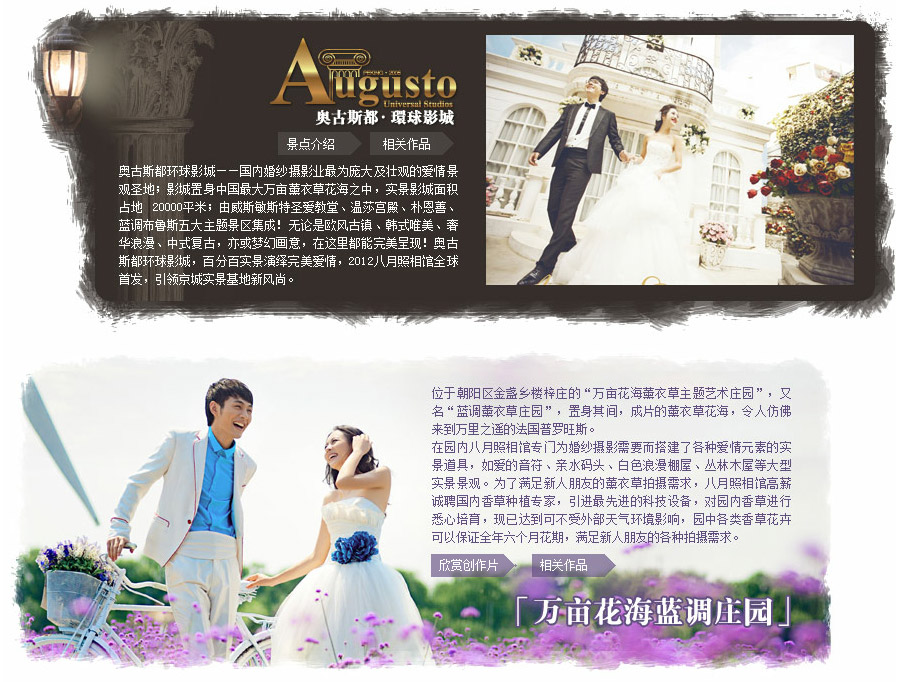 Augusto
PEKING • 2008
Universal Studios
奥古斯都·環球影城
景点介绍 相关作品
奥古斯都环球影城——国内婚纱摄影业最为庞大及壮观的爱情景
观圣地；影城置身中国最大万亩薰衣草花海之中，实景影城面积
占地 20000平米；由威斯敏斯特圣爱教堂、温莎宫殿、朴恩善、
蓝调布鲁斯五大主题景区集成！无论是欧风古镇、韩式唯美、奢
华浪漫、中式复古，亦或梦幻画意，在这里都能完美呈现！奥古
斯都环球影城，百分百实景演绎完美爱情，2012八月照相馆全球
首发，引领京城实景基地新风尚。
位于朝阳区金盏乡楼梓庄的“万亩花海薰衣草主题艺术庄园”，又
名“蓝调薰衣草庄园”，置身其间，成片的薰衣草花海，令人仿佛
来到万里之遥的法国普罗旺斯。
在园内八月照相馆专门为婚纱摄影需要而搭建了各种爱情元素的实
景道具，如爱的音符、亲水码头、白色浪漫棚屋、丛林木屋等大型
实景景观。为了满足新人朋友的薰衣草拍摄需求，八月照相馆高薪
诚聘国内香草种植专家，引进最先进的科技设备，对园内香草进行
悉心培育，现已达到可不受外部天气环境影响，园中各类香草花卉
可以保证全年六个月花期，满足新人朋友的各种拍摄需求。
欣赏创作片 相关作品
「万亩花海蓝调庄园」